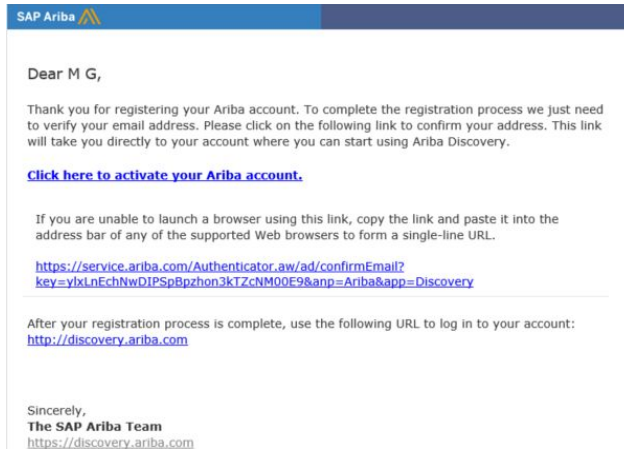 SAP Ariba
Dear M G,
Thank you for registering your Ariba account. To complete the registration process we just need
to verify your email address. Please click on the following link to confirm your address. This link
will take you directly to your account where you can start using Ariba Discovery.
Click here to activate your Ariba account.
If you are unable to launch a browser using this link, copy the link and paste it into the
address bar of any of the supported Web browsers to form a single-line URL.
https://service.ariba.com/Authenticator.aw/ad/confirmEmail?
key=ylxLnEchNwDIPSpBpzhon3kTZcNM00E9&anp=Ariba&app=Discovery
After your registration process is complete, use the following URL to log in to your account:
http://discovery.ariba.com
Sincerely,
The SAP Ariba Team
https://discovery.ariba.com